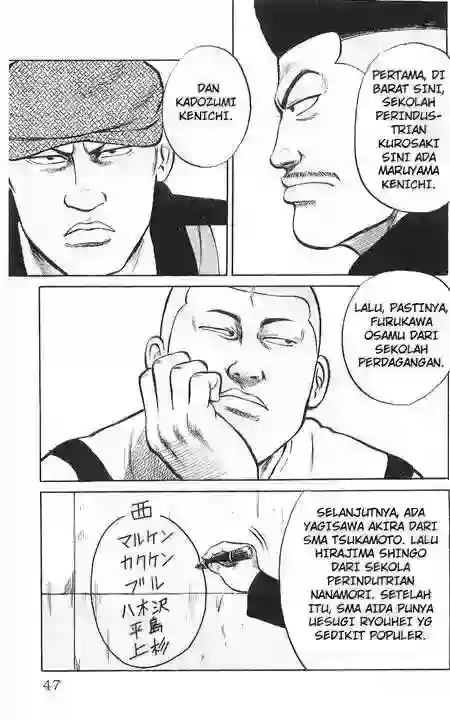 PERTAMA, DI
BARAT SINI,
SEKOLAH
PERINDUS-
TRIAN
KUROSAKI
SINI ADA
MARUYAMA
KENICHI.
DAN
KADOZUMI
KENICHI.
LALU, PASTINYA,
FURUKAWA
OSAMU DARI
SEKOLAH
PERDAGANGAN.
SELANJUTNYA, ADA
YAGISAWA AKIRA DARI
SMA TSUKAMOTO. LALU
HIRAJIMA SHINGO
DARI SEKOLA
PERINDUTRIAN
NANAMORI. SETELAH
ITU, SMA AIDA PUNYA
UESUGI RYOUHEI YG
SEDIKIT POPULER.
西
マルケン
カクケン
ブル
八木沢
平島
上杉
47